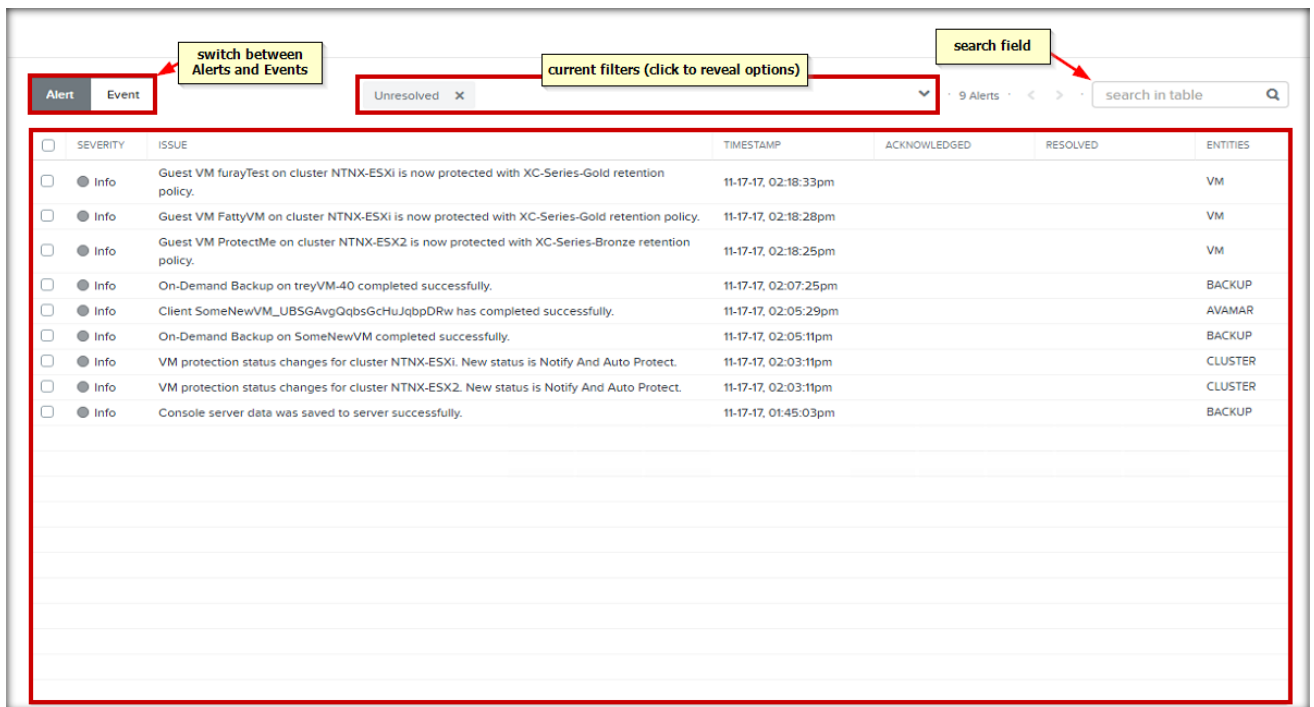 switch between
Alerts and Events
current filters (click to reveal options)
search field
Alert Event
Unresolved ×
9 Alerts
search in table
SEVERITY ISSUE TIMESTAMP ACKNOWLEDGED RESOLVED ENTITIES
Info Guest VM furayTest on cluster NTNX-ESXi is now protected with XC-Series-Gold retention
policy. 11-17-17, 02:18:33pm VM
Info Guest VM FattyVM on cluster NTNX-ESXi is now protected with XC-Series-Gold retention policy. 11-17-17, 02:18:28pm VM
Info Guest VM ProtectMe on cluster NTNX-ESX2 is now protected with XC-Series-Bronze retention
policy. 11-17-17, 02:18:25pm VM
Info On-Demand Backup on treyVM-40 completed successfully. 11-17-17, 02:07:25pm BACKUP
Info Client SomeNewVM_UBSGAvgQqbsGcHuJqbpDRw has completed successfully. 11-17-17, 02:05:29pm AVAMAR
Info On-Demand Backup on SomeNewVM completed successfully. 11-17-17, 02:05:11pm BACKUP
Info VM protection status changes for cluster NTNX-ESXi. New status is Notify And Auto Protect. 11-17-17, 02:03:11pm CLUSTER
Info VM protection status changes for cluster NTNX-ESX2. New status is Notify And Auto Protect. 11-17-17, 02:03:11pm CLUSTER
Info Console server data was saved to server successfully. 11-17-17, 01:45:03pm BACKUP